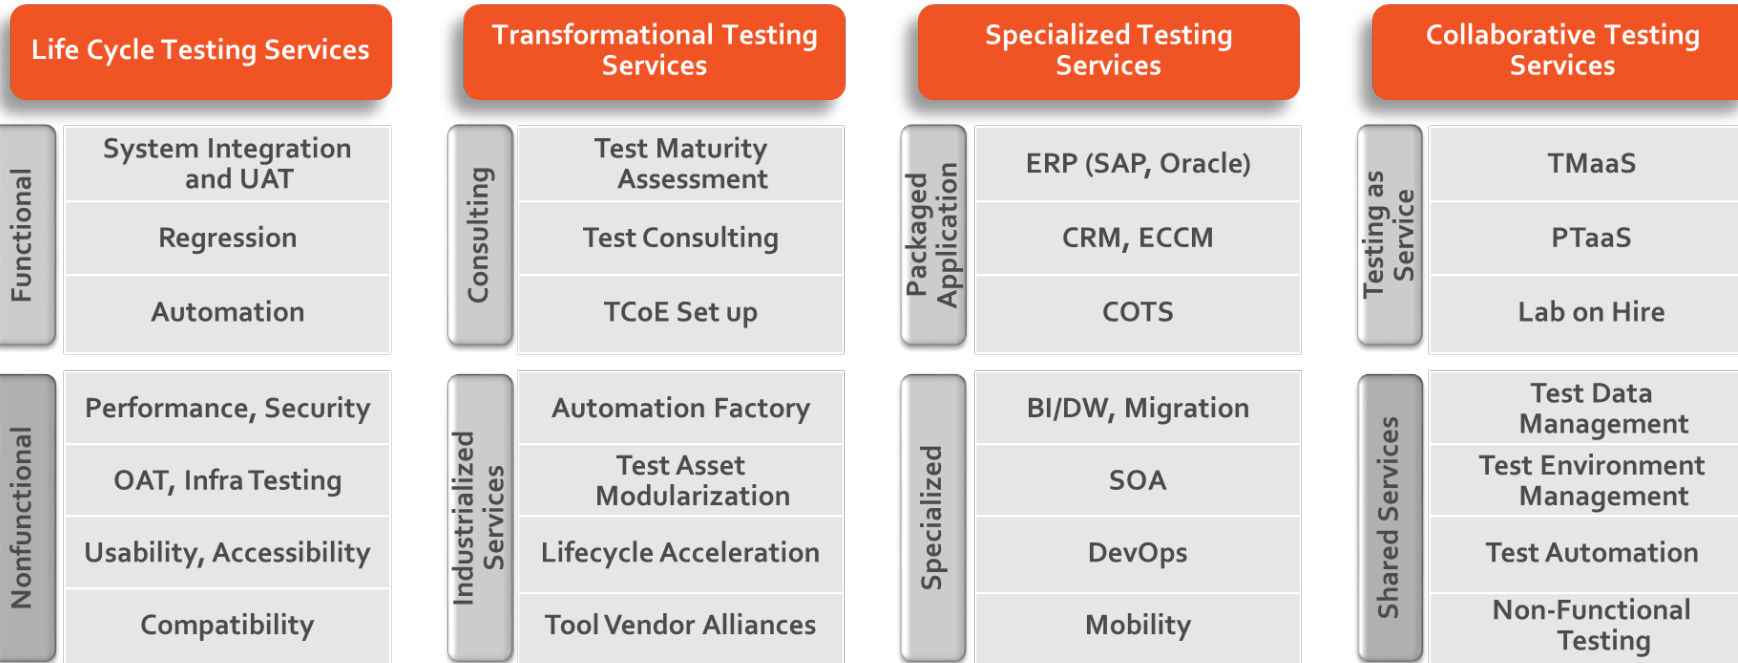 Life Cycle Testing Services
Functional
System Integration
and UAT
Regression
Automation
Nonfunctional
Performance, Security
OAT, Infra Testing
Usability, Accessibility
Compatibility
Transformational Testing
Services
Consulting
Test Maturity
Assessment
Test Consulting
TCoE Set up
Industrialized
Services
Automation Factory
Test Asset
Modularization
Lifecycle Acceleration
Tool Vendor Alliances
Specialized Testing
Services
Packaged
Application
ERP (SAP, Oracle)
CRM, ECCM
COTS
Specialized
BI/DW, Migration
SOA
DevOps
Mobility
Collaborative Testing
Services
Testing as
Service
TMaaS
PTaaS
Lab on Hire
Shared Services
Test Data
Management
Test Environment
Management
Test Automation
Non-Functional
Testing